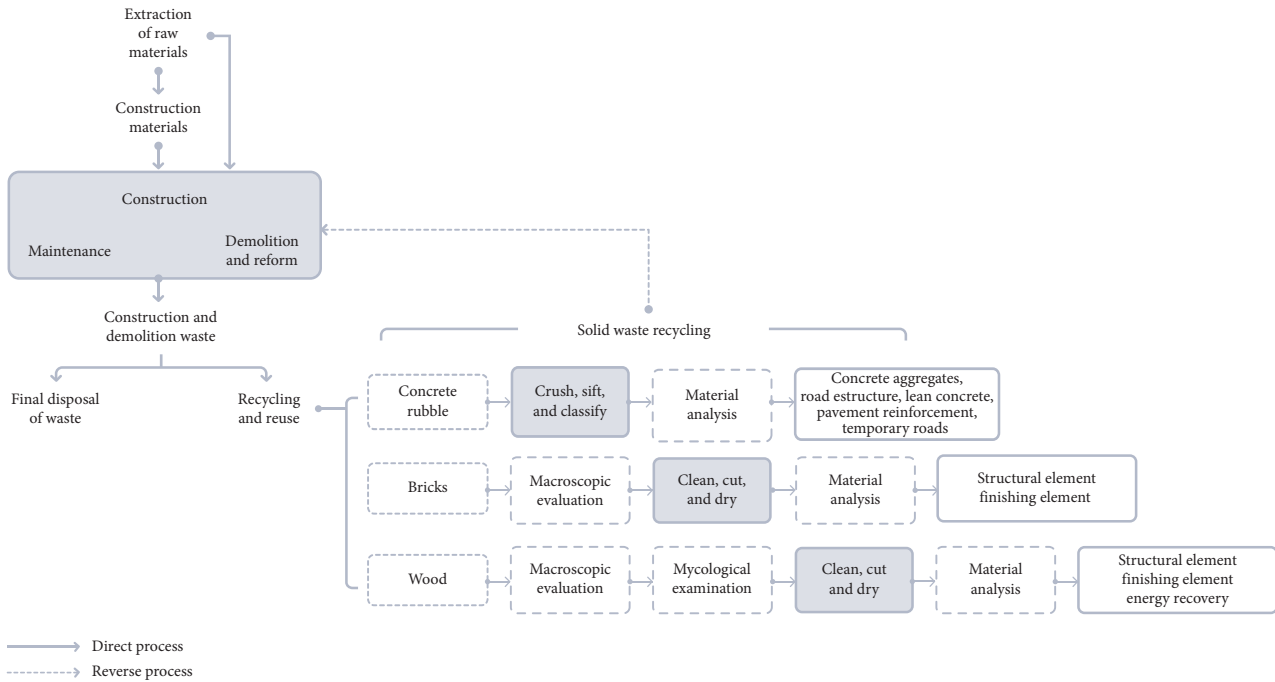 Extraction
of raw
materials
Construction
materials
Construction
Maintenance
Demolition
and reform
Construction and
demolition waste
Final disposal
of waste
Recycling
and reuse
Solid waste recycling
Concrete
rubble
Crush, sift,
and classify
Material
analysis
Concrete aggregates,
road estructure, lean concrete,
pavement reinforcement,
temporary roads
Bricks
Macroscopic
evaluation
Clean, cut,
and dry
Material
analysis
Structural element
finishing element
Wood
Macroscopic
evaluation
Mycological
examination
Clean, cut
and dry
Material
analysis
Structural element
finishing element
energy recovery
Direct process
Reverse process